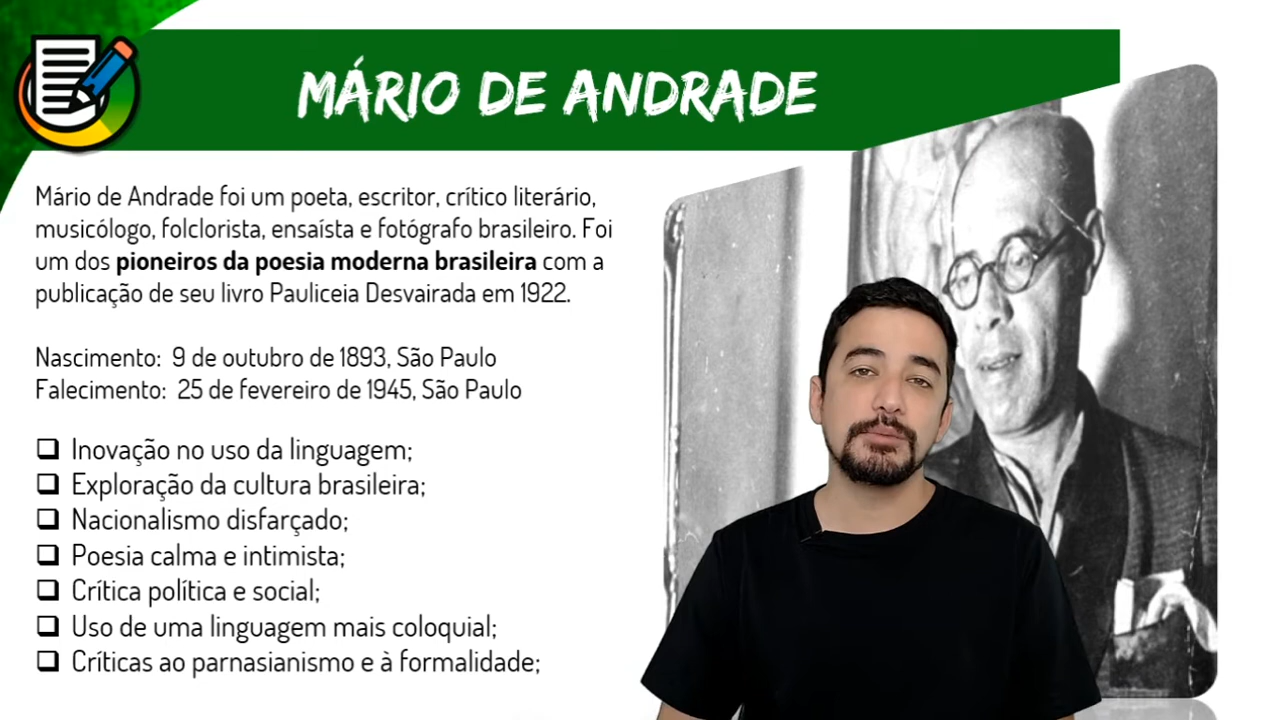 MÁRIO DE ANDRADE
Mário de Andrade foi um poeta, escritor, crítico literário,
musicólogo, folclorista, ensaísta e fotógrafo brasileiro. Foi
um dos pioneiros da poesia moderna brasileira com a
publicação de seu livro Pauliceia Desvairada em 1922.
Nascimento: 9 de outubro de 1893, São Paulo
Falecimento: 25 de fevereiro de 1945, São Paulo
❑ Inovação no uso da linguagem;
❑ Exploração da cultura brasileira;
❑ Nacionalismo disfarçado;
❑ Poesia calma e intimista;
❑ Crítica política e social;
❑ Uso de uma linguagem mais coloquial;
❑ Críticas ao parnasianismo e à formalidade;